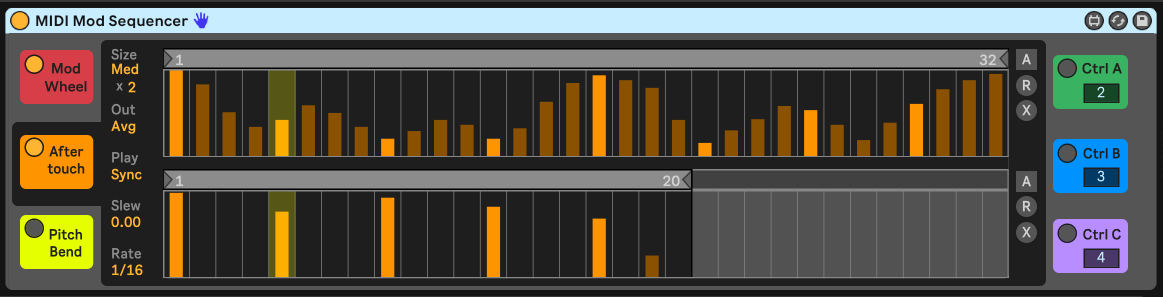 MIDI Mod Sequencer
Mod
Wheel
After
touch
Pitch
Bend
Size
Med
x 2
Out
Avg
Play
Sync
Slew
0.00
Rate
1/16
1 32
A
R
X
1 20
A
R
X
Ctrl A
2
Ctrl B
3
Ctrl C
4